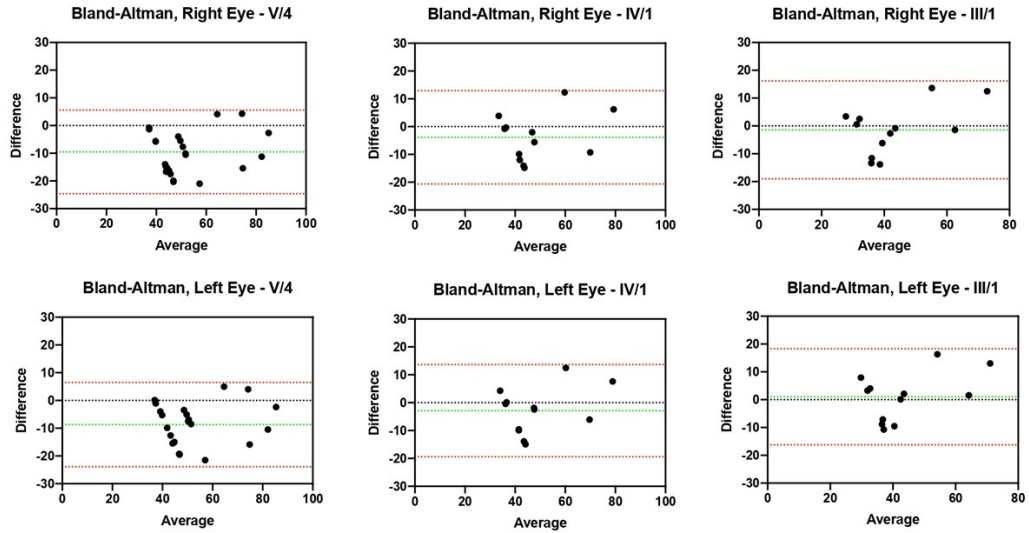 Bland-Altman, Right Eye - V/4
30
20
10
0
-10
-20
-30
Difference
0 20 40 60 80 100
Average
Bland-Altman, Right Eye - IV/1
30
20
10
0
-10
-20
-30
Difference
0 20 40 60 80 100
Average
Bland-Altman, Right Eye - III/1
30
20
10
0
-10
-20
-30
Difference
0 20 40 60 80
Average
Bland-Altman, Left Eye - V/4
30
20
10
0
-10
-20
-30
Difference
0 20 40 60 80 100
Average
Bland-Altman, Left Eye - IV/1
30
20
10
0
-10
-20
-30
Difference
0 20 40 60 80 100
Average
Bland-Altman, Left Eye - III/1
30
20
10
0
-10
-20
-30
Difference
0 20 40 60 80
Average